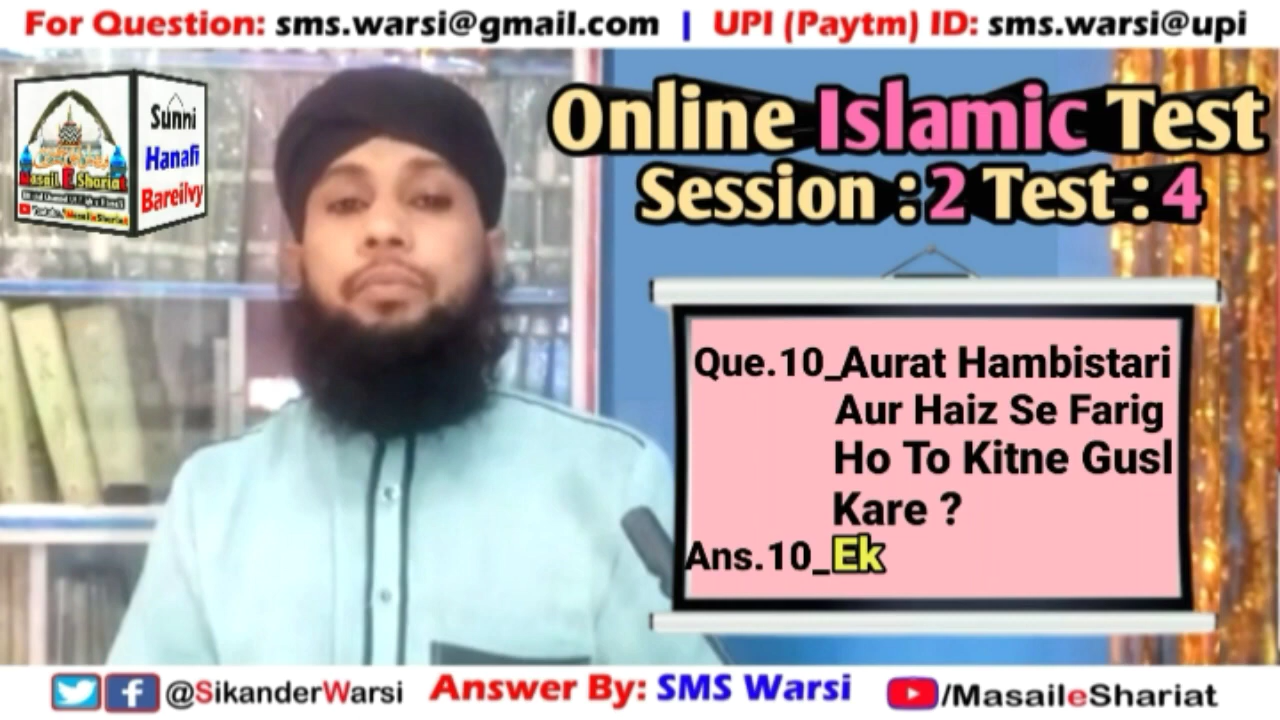 For Question: sms.warsi@gmail.com | UPI (Paytm) ID: sms.warsi@upi
Sunni
Hanafi
Bareilvy
Masail E Shariat
Online Islamic Test
Session : 2 Test : 4
Que.10_Aurat Hambistari
Aur Haiz Se Farig
Ho To Kitne Gusl
Kare ?
Ans.10_Ek
@SikanderWarsi
Answer By: SMS Warsi
/MasaileShariat